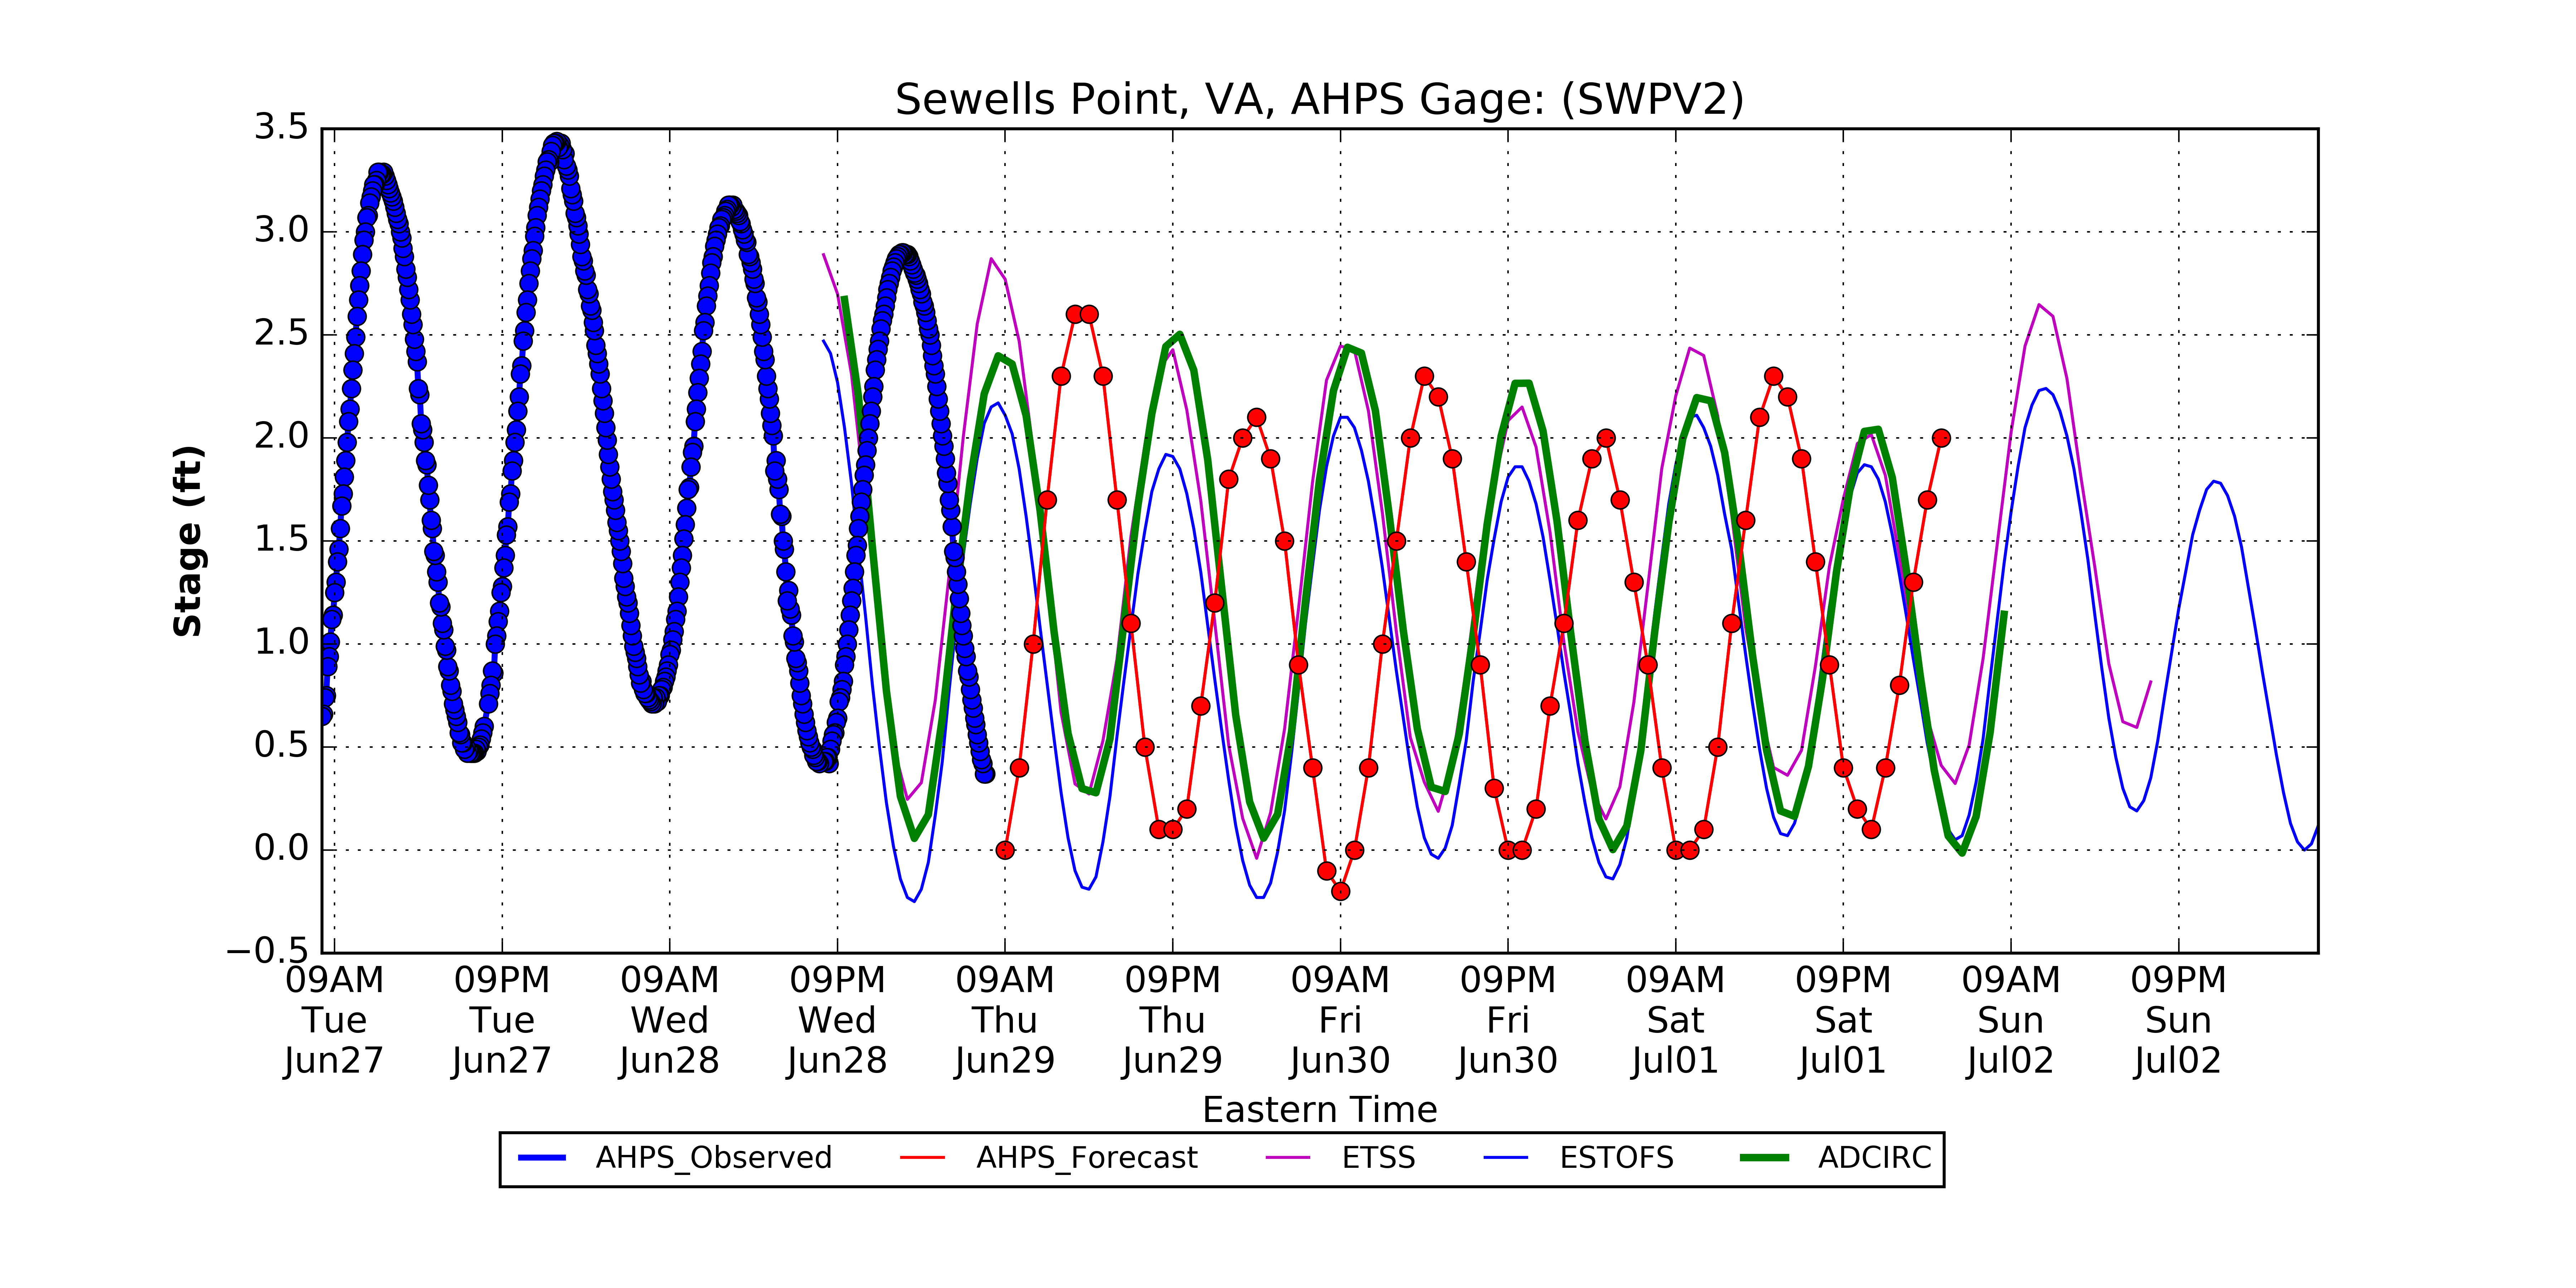 Sewells Point, VA, AHPS Gage: (SWPV2)
3.5
3.0
2.5
2.0
1.5
1.0
0.5
0.0
−0.5
Stage (ft)
09AM 09PM 09AM 09PM 09AM 09PM 09AM 09PM 09AM 09PM 09AM 09PM
Tue Tue Wed Wed Thu Thu Fri Fri Sat Sat Sun Sun
Jun27 Jun27 Jun28 Jun28 Jun29 Jun29 Jun30 Jun30 Jul01 Jul01 Jul02 Jul02
Eastern Time
AHPS_Observed AHPS_Forecast ETSS ESTOFS ADCIRC